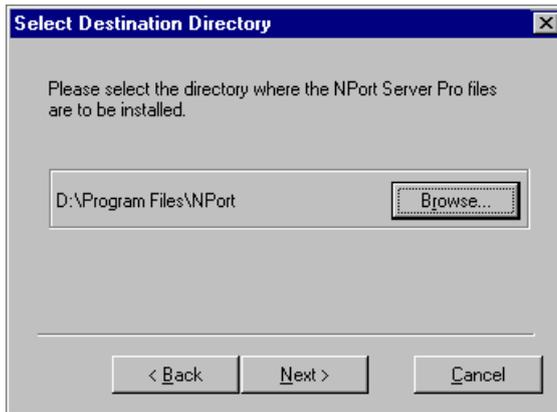 Select Destination Directory
Please select the directory where the NPort Server Pro files
are to be installed.
D:\Program Files\NPort
Browse...
< Back
Next >
Cancel